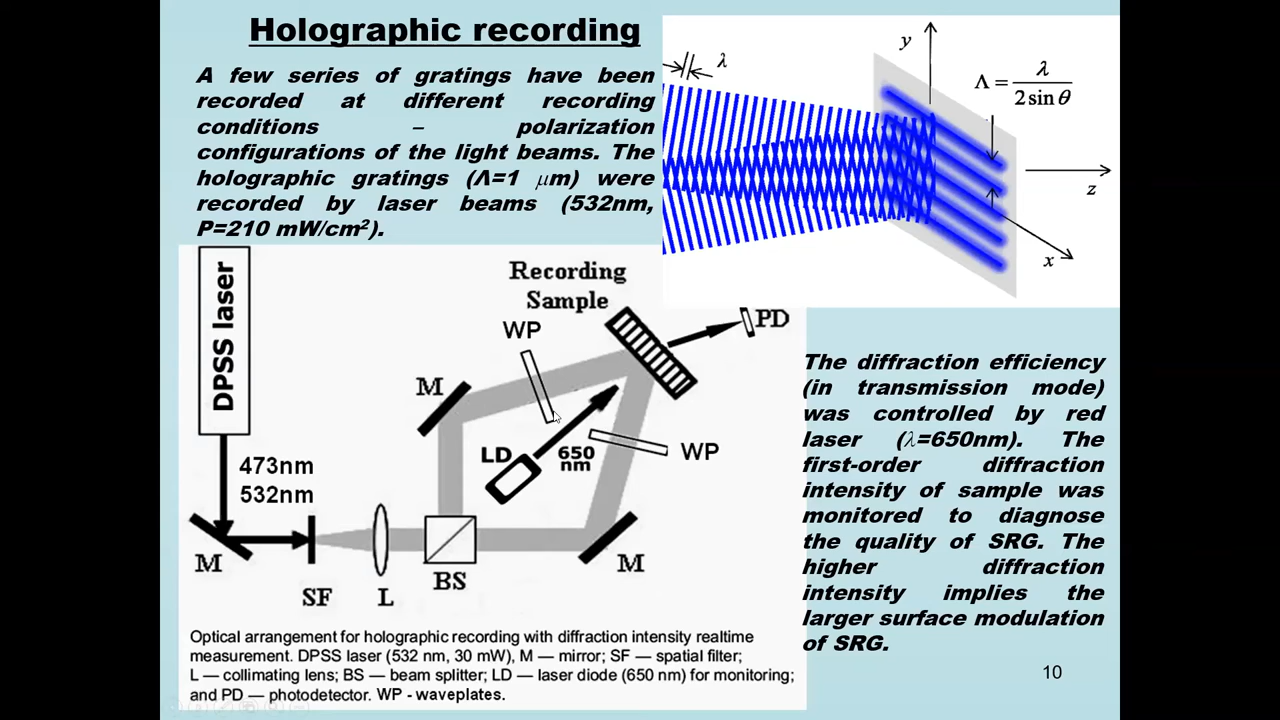 Holographic recording
A few series of gratings have been
recorded at different recording
conditions – polarization
configurations of the light beams. The
holographic gratings (Λ=1 μm) were
recorded by laser beams (532nm,
P=210 mW/cm²).
λ
y
Λ = λ / 2 sin θ
z
x
DPSS laser
473nm
532nm
M
SF
L
BS
M
M
WP
WP
LD
650
nm
Recording
Sample
PD
The diffraction efficiency
(in transmission mode)
was controlled by red
laser (λ=650nm). The
first-order diffraction
intensity of sample was
monitored to diagnose
the quality of SRG. The
higher diffraction
intensity implies the
larger surface modulation
of SRG.
Optical arrangement for holographic recording with diffraction intensity realtime
measurement. DPSS laser (532 nm, 30 mW), M — mirror; SF — spatial filter;
L — collimating lens; BS — beam splitter; LD — laser diode (650 nm) for monitoring;
and PD — photodetector. WP - waveplates.
10